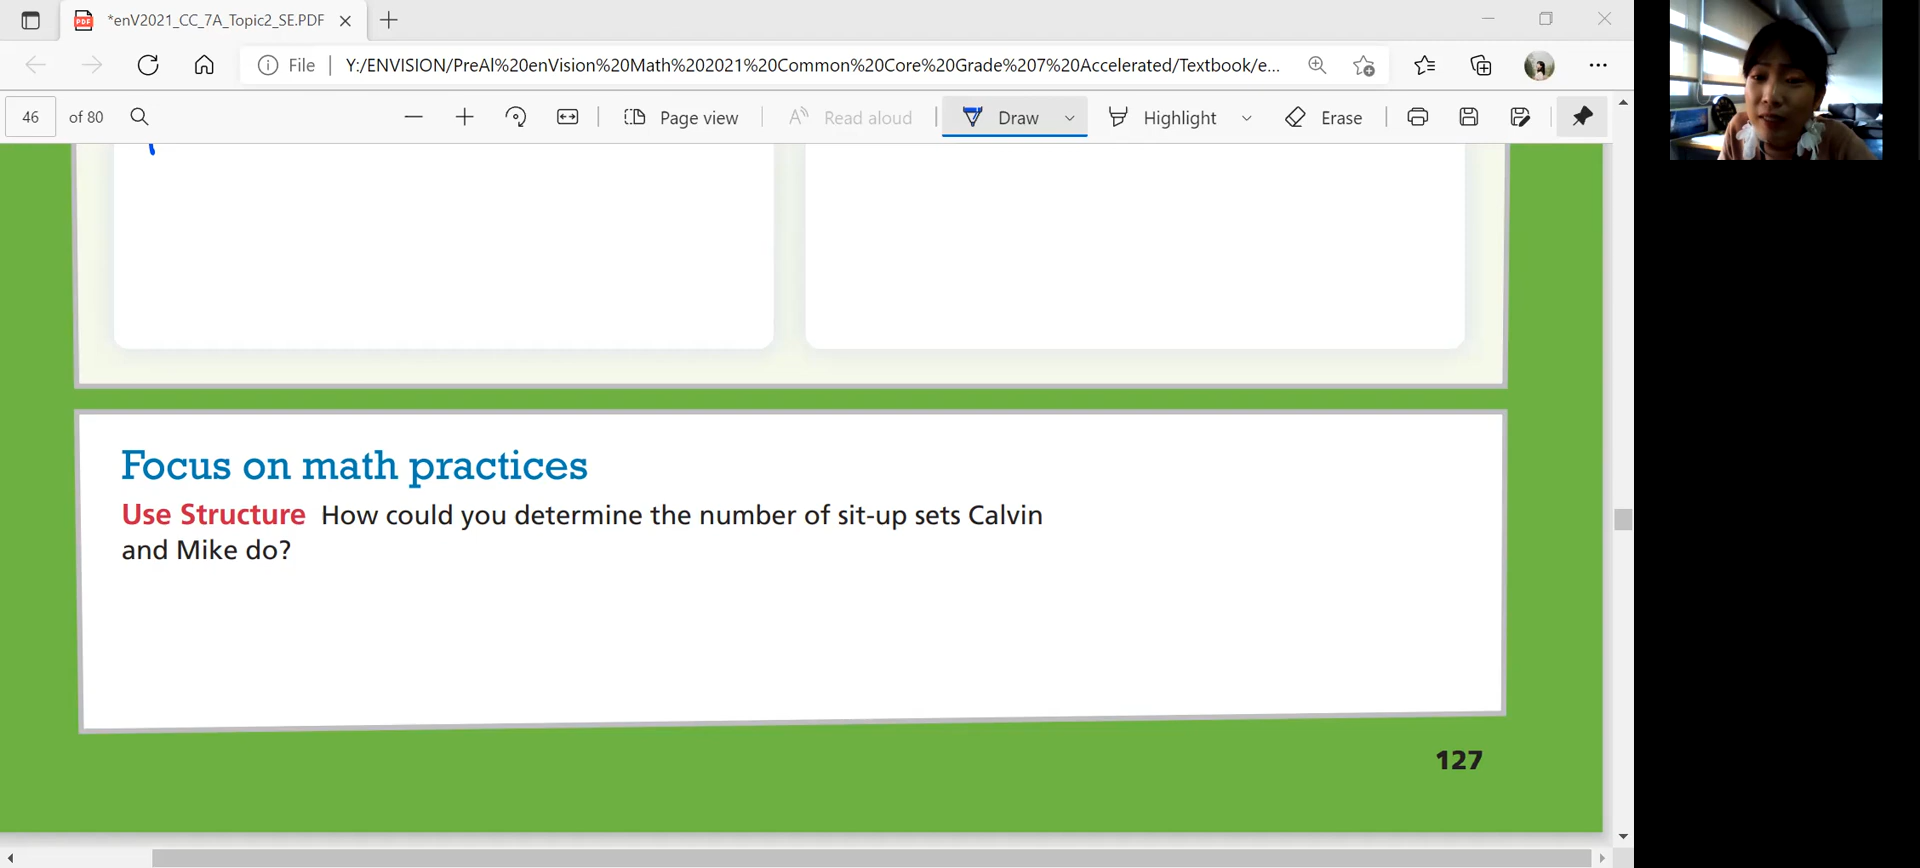 *enV2021_CC_7A_Topic2_SE.PDF
File
Y:/ENVISION/PreAl%20enVision%20Math%202021%20Common%20Core%20Grade%207%20Accelerated/Textbook/e...
46 of 80
Page view
Read aloud
Draw
Highlight
Erase
Focus on math practices
Use Structure How could you determine the number of sit-up sets Calvin
and Mike do?
127